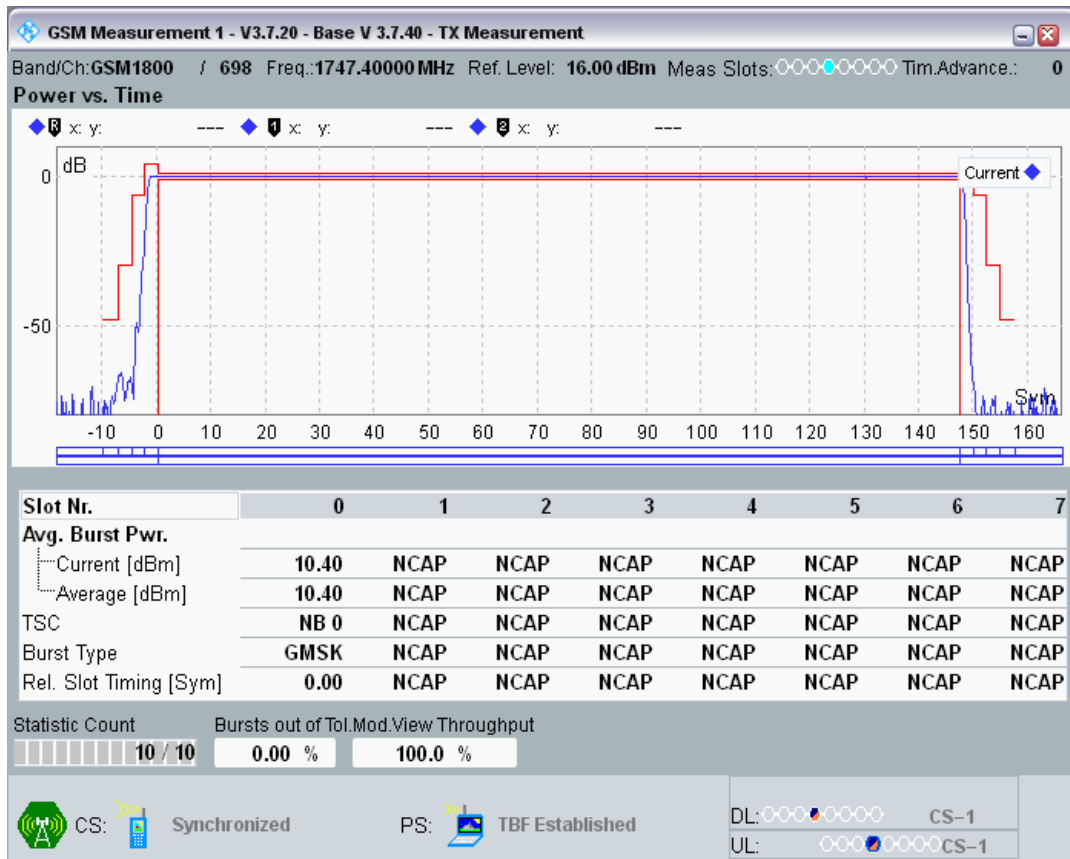 GSM Measurement 1 - V3.7.20 - Base V 3.7.40 - TX Measurement
Band/Ch:GSM1800 / 698 Freq.:1747.40000 MHz Ref. Level: 16.00 dBm Meas Slots: Tim.Advance.: 0
Power vs. Time
R x: y: --- 1 x: y: --- 2 x: y: ---
dB
Current
0
-50
Sym
-10 0 10 20 30 40 50 60 70 80 90 100 110 120 130 140 150 160
Slot Nr. 0 1 2 3 4 5 6 7
Avg. Burst Pwr.
Current [dBm] 10.40 NCAP NCAP NCAP NCAP NCAP NCAP NCAP
Average [dBm] 10.40 NCAP NCAP NCAP NCAP NCAP NCAP NCAP
TSC NB 0 NCAP NCAP NCAP NCAP NCAP NCAP NCAP
Burst Type GMSK NCAP NCAP NCAP NCAP NCAP NCAP NCAP
Rel. Slot Timing [Sym] 0.00 NCAP NCAP NCAP NCAP NCAP NCAP NCAP
Statistic Count Bursts out of Tol.Mod.View Throughput
10 / 10 0.00 % 100.0 %
CS: Synchronized PS: TBF Established
DL: CS-1
UL: CS-1